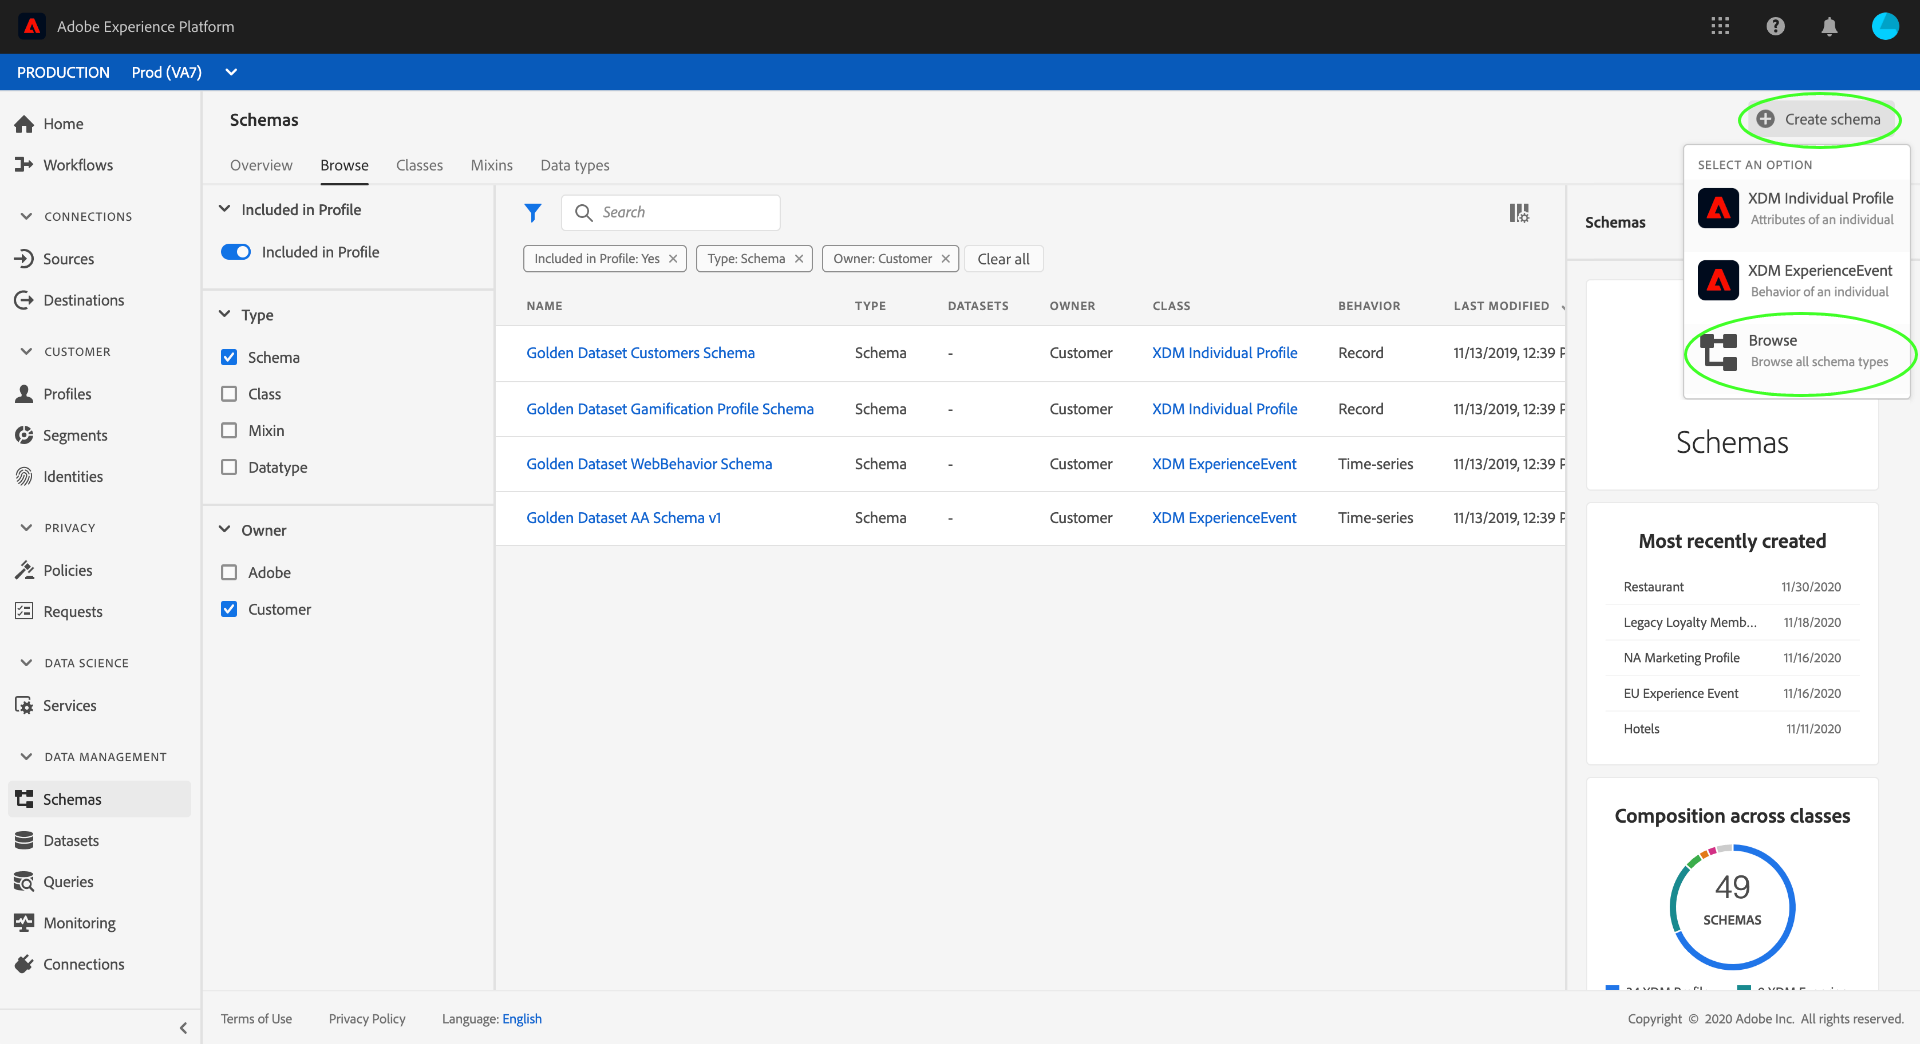 Adobe Experience Platform
PRODUCTION Prod (VA7)
Home
Workflows
CONNECTIONS
Sources
Destinations
CUSTOMER
Profiles
Segments
Identities
PRIVACY
Policies
Requests
DATA SCIENCE
Services
DATA MANAGEMENT
Schemas
Datasets
Queries
Monitoring
Connections
Schemas
Create schema
Overview Browse Classes Mixins Data types
SELECT AN OPTION
XDM Individual Profile
Attributes of an individual
XDM ExperienceEvent
Behavior of an individual
Browse
Browse all schema types
Included in Profile
Included in Profile
Type
Schema
Class
Mixin
Datatype
Owner
Adobe
Customer
Search
Included in Profile: Yes Type: Schema Owner: Customer Clear all
NAME TYPE DATASETS OWNER CLASS BEHAVIOR LAST MODIFIED
Golden Dataset Customers Schema Schema - Customer XDM Individual Profile Record 11/13/2019, 12:39 P
Golden Dataset Gamification Profile Schema Schema - Customer XDM Individual Profile Record 11/13/2019, 12:39 P
Golden Dataset WebBehavior Schema Schema - Customer XDM ExperienceEvent Time-series 11/13/2019, 12:39 P
Golden Dataset AA Schema v1 Schema - Customer XDM ExperienceEvent Time-series 11/13/2019, 12:39 P
Schemas
Schemas
Most recently created
Restaurant 11/30/2020
Legacy Loyalty Memb... 11/18/2020
NA Marketing Profile 11/16/2020
EU Experience Event 11/16/2020
Hotels 11/11/2020
Composition across classes
49
SCHEMAS
Terms of Use Privacy Policy Language: English
Copyright © 2020 Adobe Inc. All rights reserved.